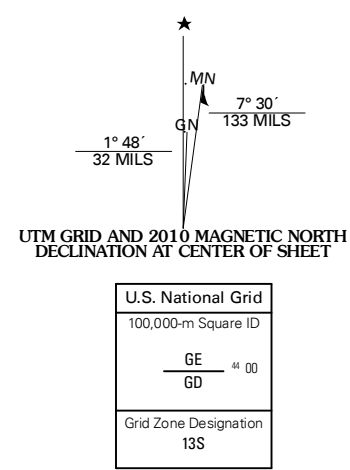 ★
MN
7° 30´
133 MILS
GN
1° 48´
32 MILS
UTM GRID AND 2010 MAGNETIC NORTH
DECLINATION AT CENTER OF SHEET
U.S. National Grid
100,000-m Square ID
GE
44 00
GD
Grid Zone Designation
13S